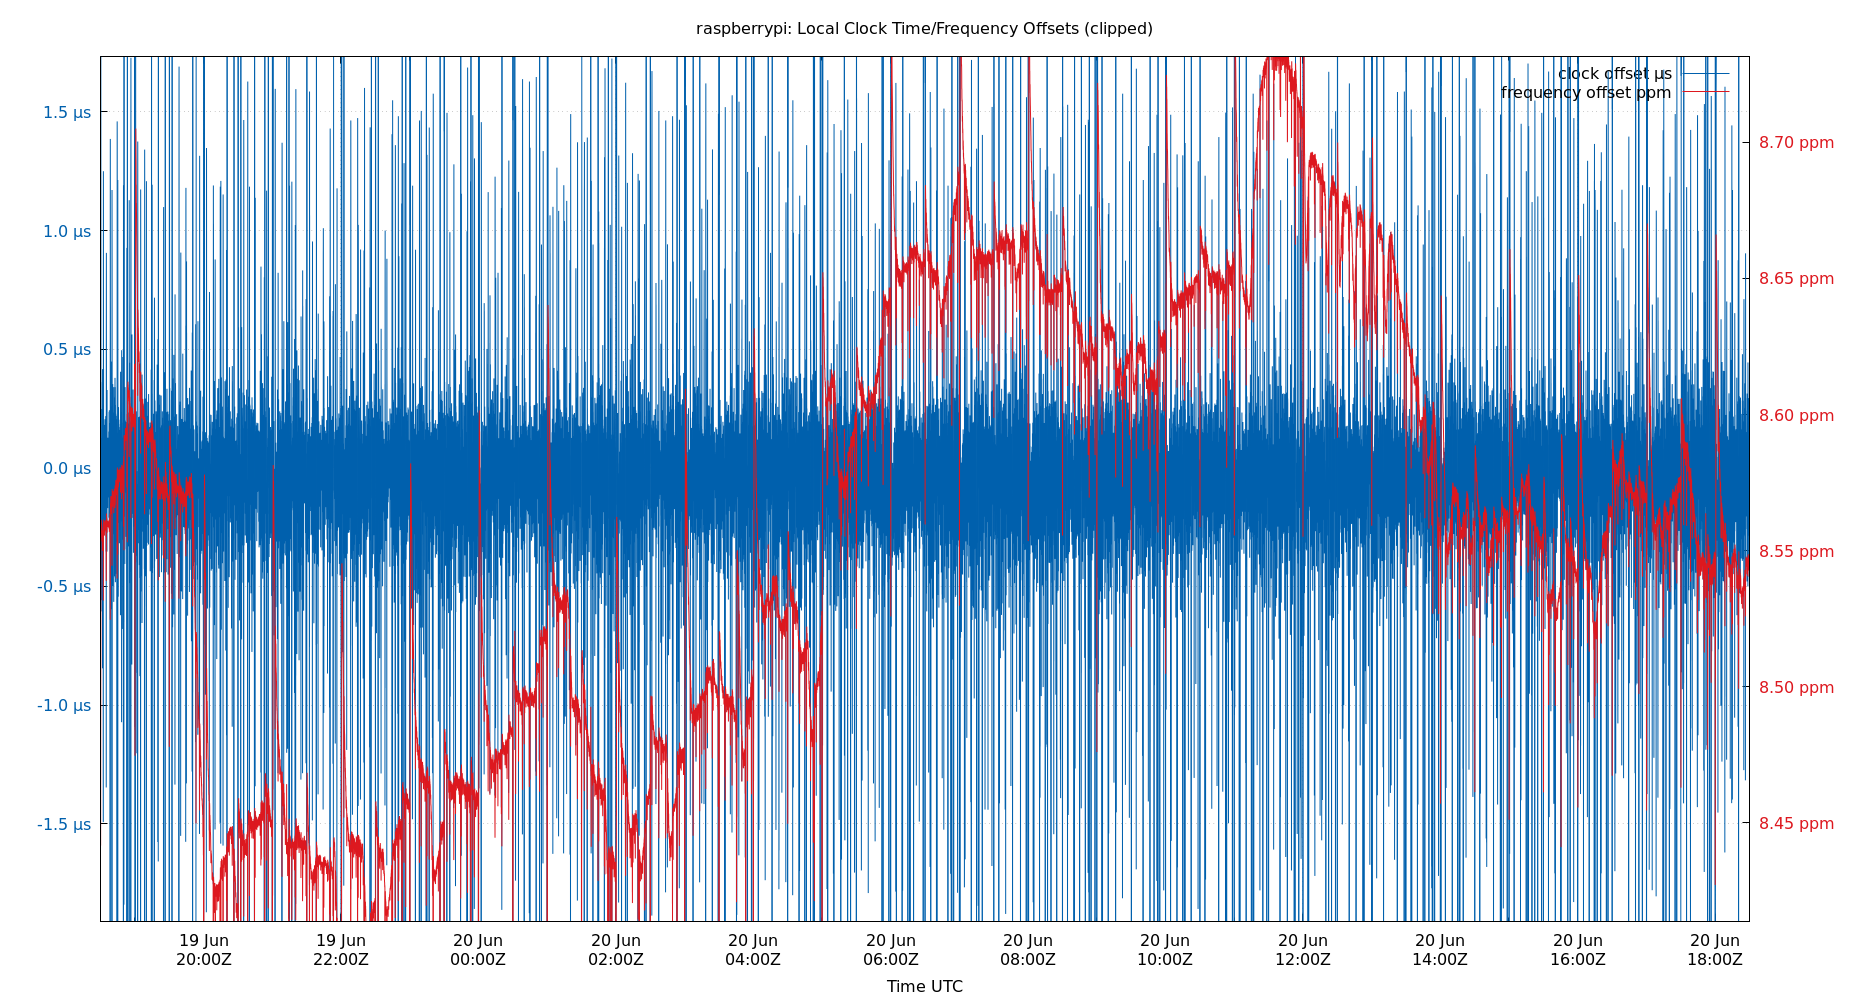 raspberrypi: Local Clock Time/Frequency Offsets (clipped)
clock offset µs
frequency offset ppm
1.5 µs
1.0 µs
0.5 µs
0.0 µs
-0.5 µs
-1.0 µs
-1.5 µs
8.70 ppm
8.65 ppm
8.60 ppm
8.55 ppm
8.50 ppm
8.45 ppm
19 Jun 19 Jun 20 Jun 20 Jun 20 Jun 20 Jun 20 Jun 20 Jun 20 Jun 20 Jun 20 Jun 20 Jun
20:00Z 22:00Z 00:00Z 02:00Z 04:00Z 06:00Z 08:00Z 10:00Z 12:00Z 14:00Z 16:00Z 18:00Z
Time UTC